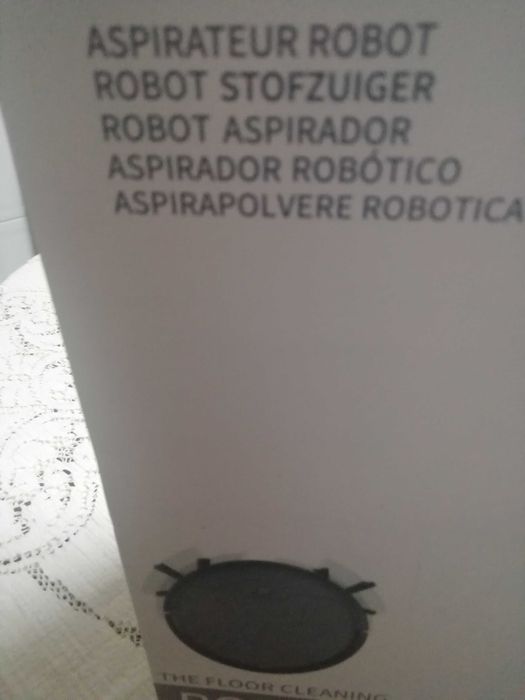 ASPIRATEUR ROBOT
ROBOT STOFZUIGER
ROBOT ASPIRADOR
ASPIRADOR ROBÓTICO
ASPIRAPOLVERE ROBOTICA
THE FLOOR CLEANING